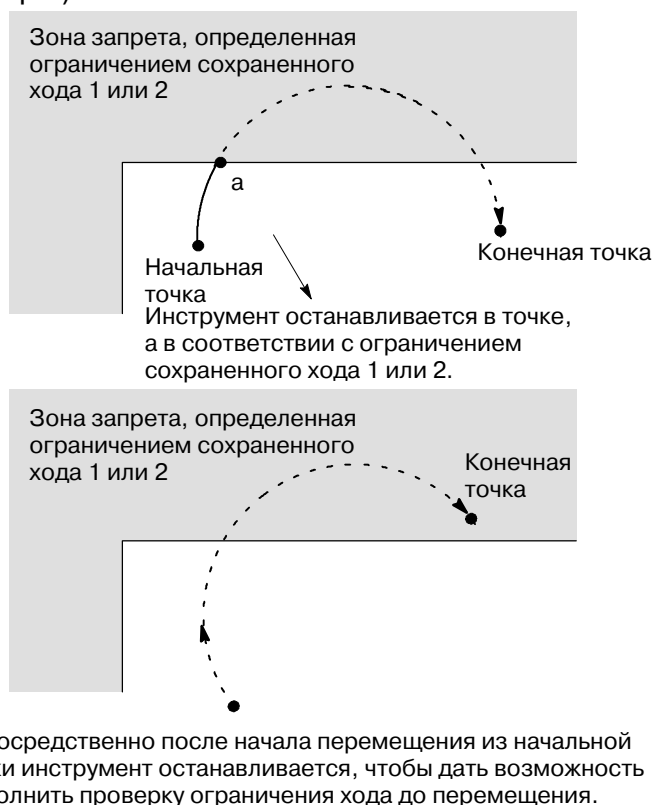 Зона запрета, определенная
ограничением сохраненного
хода 1 или 2
a
Начальная
точка
Конечная точка
Инструмент останавливается в точке,
а в соответствии с ограничением
сохраненного хода 1 или 2.
Зона запрета, определенная
ограничением сохраненного
хода 1 или 2
Конечная
точка
осредственно после начала перемещения из начальной
ки инструмент останавливается, чтобы дать возможность
олнить проверку ограничения хода до перемещения.